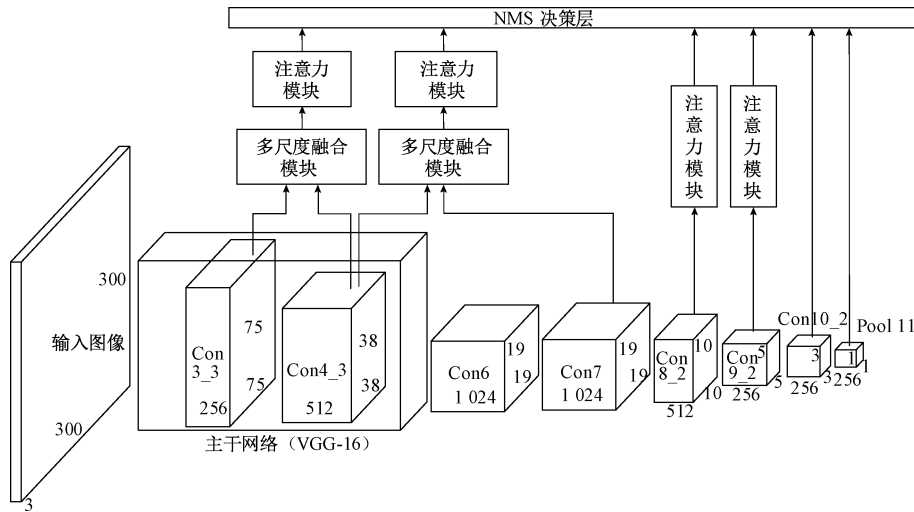 NMS 决策层
注意力
模块
注意力
模块
多尺度融合
模块
多尺度融合
模块
注意力模块
注意力模块
输入图像
300
300
3
Con
3_3
256
75
75
Con4_3
512
38
38
主干网络（VGG-16）
Con6
1 024
19
19
Con7
1 024
19
19
Con
8_2
512
10
10
Con
9_2
256
5
5
Con10_2
256
3
3
Pool 11
256
1
1